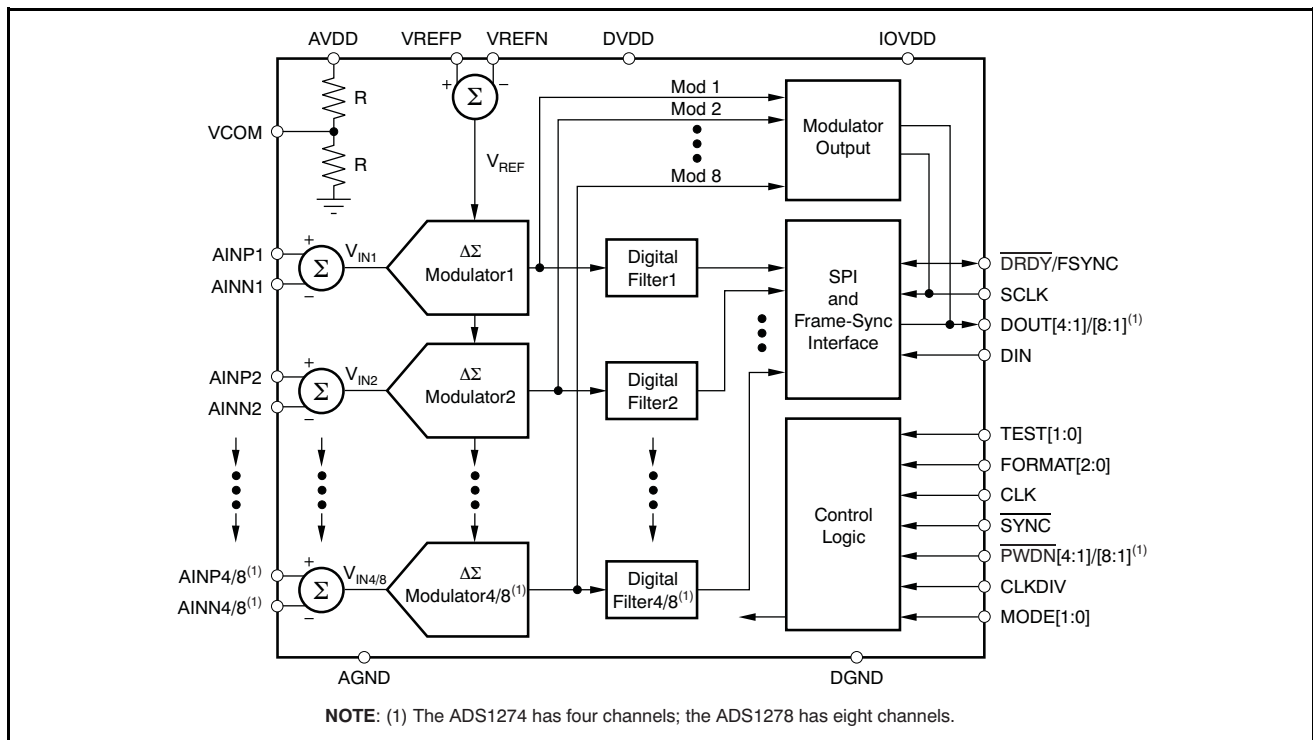 AVDD
VREFP
VREFN
DVDD
IOVDD
R
+
Σ
−
Mod 1
Mod 2
Modulator
Output
VCOM
R
VREF
Mod 8
AINP1
+
Σ
VIN1
ΔΣ
Modulator1
Digital
Filter1
SPI
and
Frame-Sync
Interface
DRDY/FSYNC
AINN1
−
SCLK
DOUT[4:1]/[8:1](1)
DIN
AINP2
+
Σ
VIN2
ΔΣ
Modulator2
Digital
Filter2
AINN2
−
TEST[1:0]
FORMAT[2:0]
CLK
Control
Logic
SYNC
PWDN[4:1]/[8:1](1)
CLKDIV
MODE[1:0]
AINP4/8(1)
+
Σ
VIN4/8
ΔΣ
Modulator4/8(1)
Digital
Filter4/8(1)
AINN4/8(1)
−
AGND
DGND
NOTE: (1) The ADS1274 has four channels; the ADS1278 has eight channels.